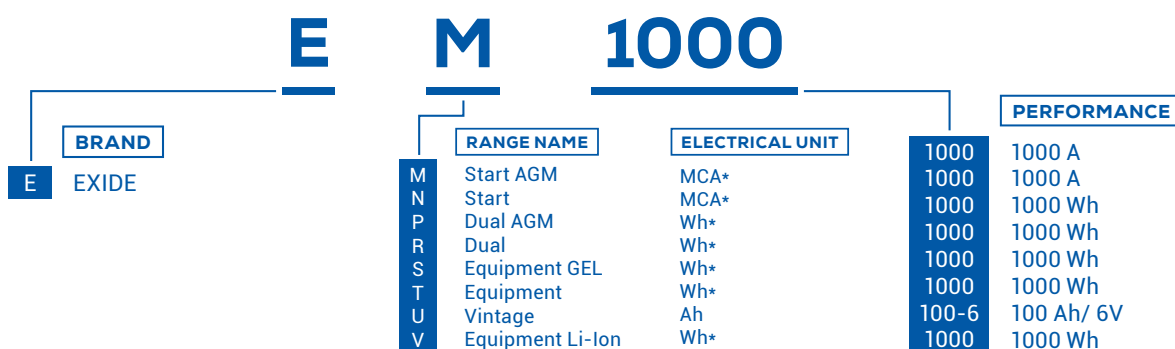 E M 1000
BRAND
E EXIDE
RANGE NAME ELECTRICAL UNIT
M Start AGM MCA*
N Start MCA*
P Dual AGM Wh*
R Dual Wh*
S Equipment GEL Wh*
T Equipment Wh*
U Vintage Ah
V Equipment Li-Ion Wh*
PERFORMANCE
1000 1000 A
1000 1000 A
1000 1000 Wh
1000 1000 Wh
1000 1000 Wh
1000 1000 Wh
100-6 100 Ah/ 6V
1000 1000 Wh